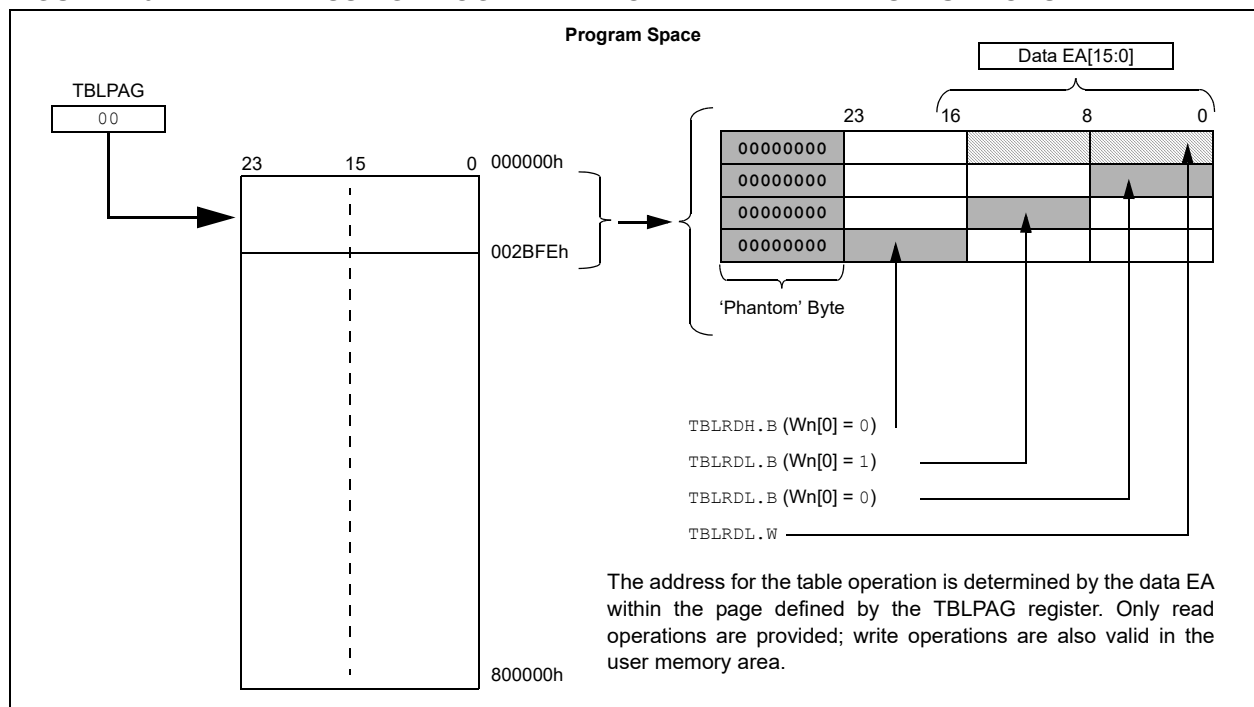 Program Space
Data EA[15:0]
TBLPAG
00
23 16 8 0
23 15 0 000000h
00000000
00000000
00000000
00000000
002BFEh
'Phantom' Byte
TBLRDH.B (Wn[0] = 0)
TBLRDL.B (Wn[0] = 1)
TBLRDL.B (Wn[0] = 0)
TBLRDL.W
The address for the table operation is determined by the data EA
within the page defined by the TBLPAG register. Only read
operations are provided; write operations are also valid in the
user memory area.
800000h